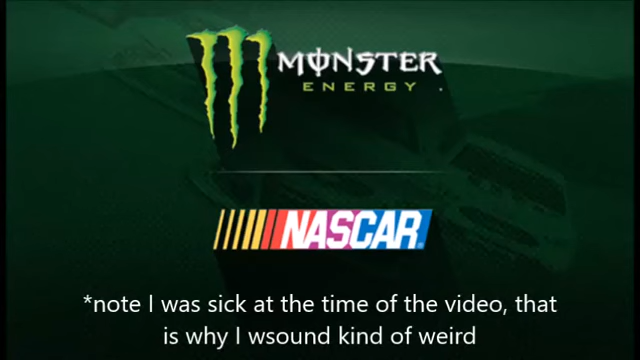 MONSTER
ENERGY
NASCAR
*note I was sick at the time of the video, that
is why I wsound kind of weird